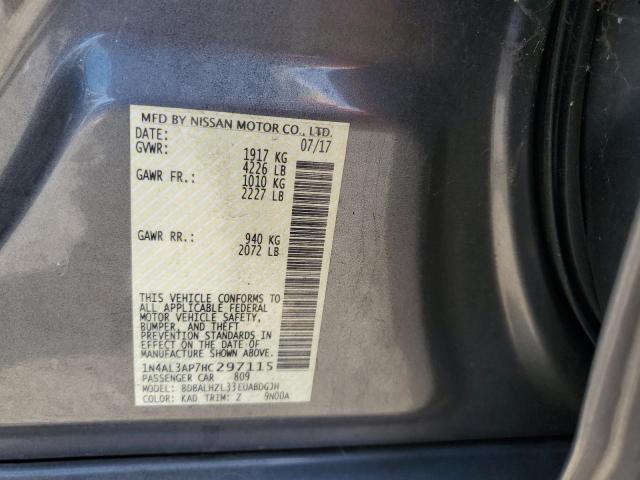 MFD BY NISSAN MOTOR CO., LTD.
DATE: 07/17
GVWR: 1917 KG
4226 LB
GAWR FR.: 1010 KG
2227 LB
GAWR RR.: 940 KG
2072 LB
THIS VEHICLE CONFORMS TO
ALL APPLICABLE FEDERAL
MOTOR VEHICLE SAFETY,
BUMPER, AND THEFT
PREVENTION STANDARDS IN
EFFECT ON THE DATE OF
MANUFACTURE SHOWN ABOVE.
1N4AL3AP7HC297115
PASSENGER CAR 809
MODEL: BDBALHZL33EUABDGJH
COLOR: KAD TRIM: Z 9N00A